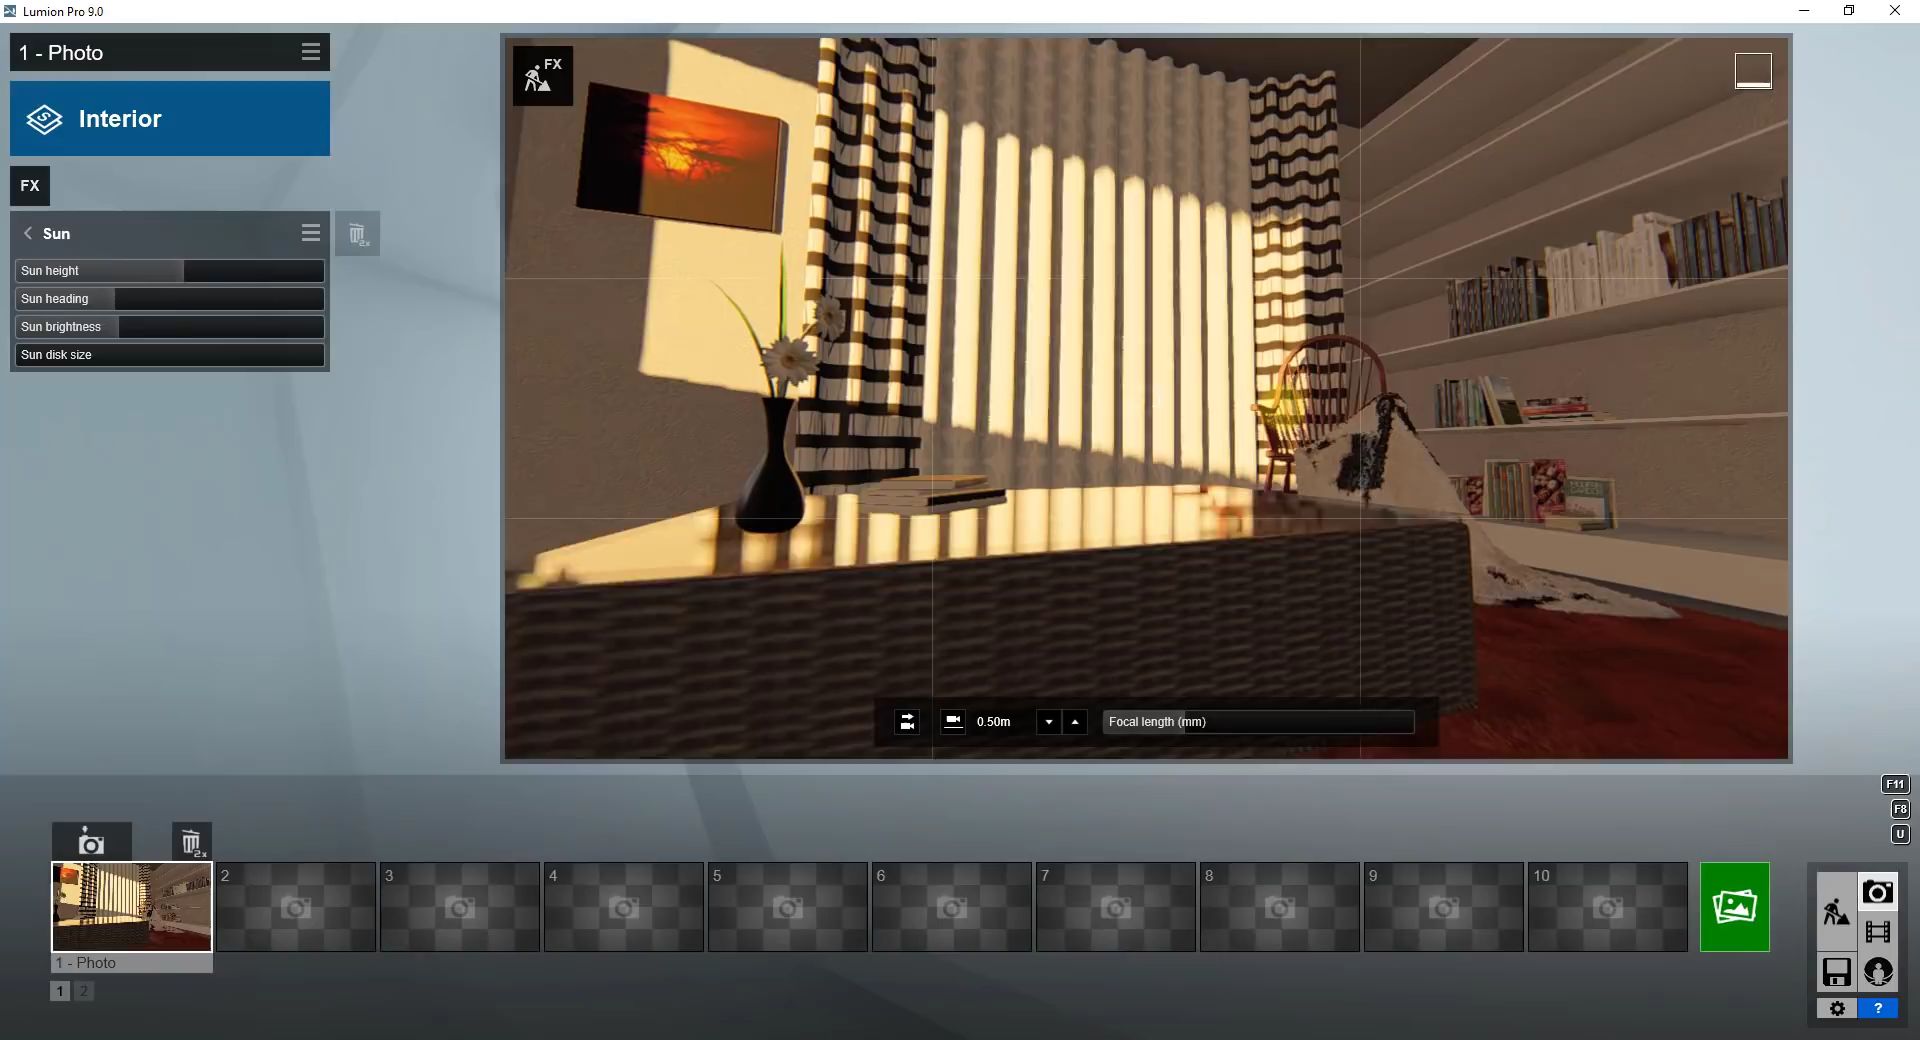 Lumion Pro 9.0
1 - Photo
Interior
FX
Sun
2x
Sun height
Sun heading
Sun brightness
Sun disk size
FX
0.50m
Focal length (mm)
F11
F8
U
2x
2
3
4
5
6
7
8
9
10
1 - Photo
1
2
?